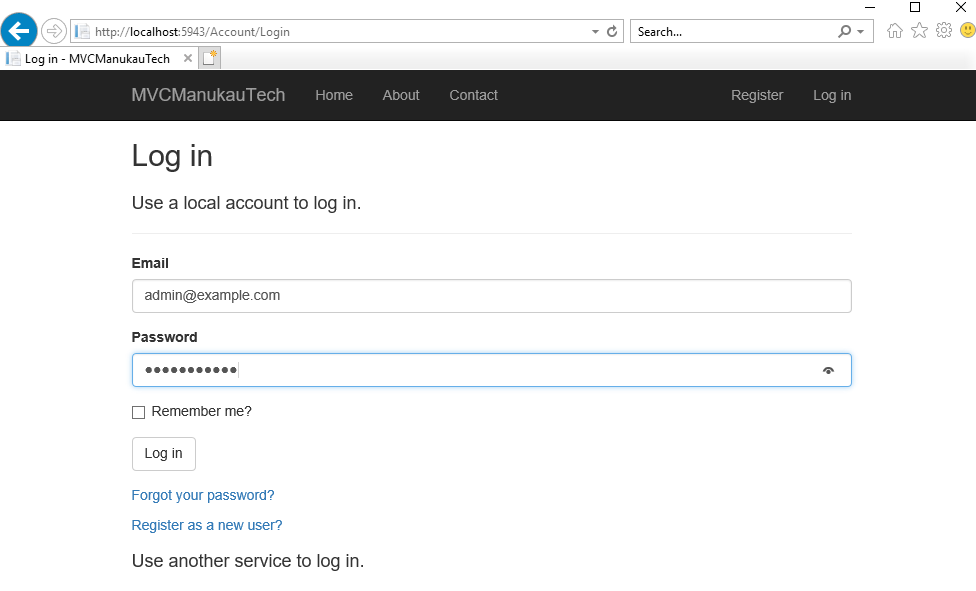 http://localhost:5943/Account/Login
Search...
Log in - MVCManukauTech
MVCManukauTech Home About Contact Register Log in
Log in
Use a local account to log in.
Email
admin@example.com
Password
•••••••••••
Remember me?
Log in
Forgot your password?
Register as a new user?
Use another service to log in.